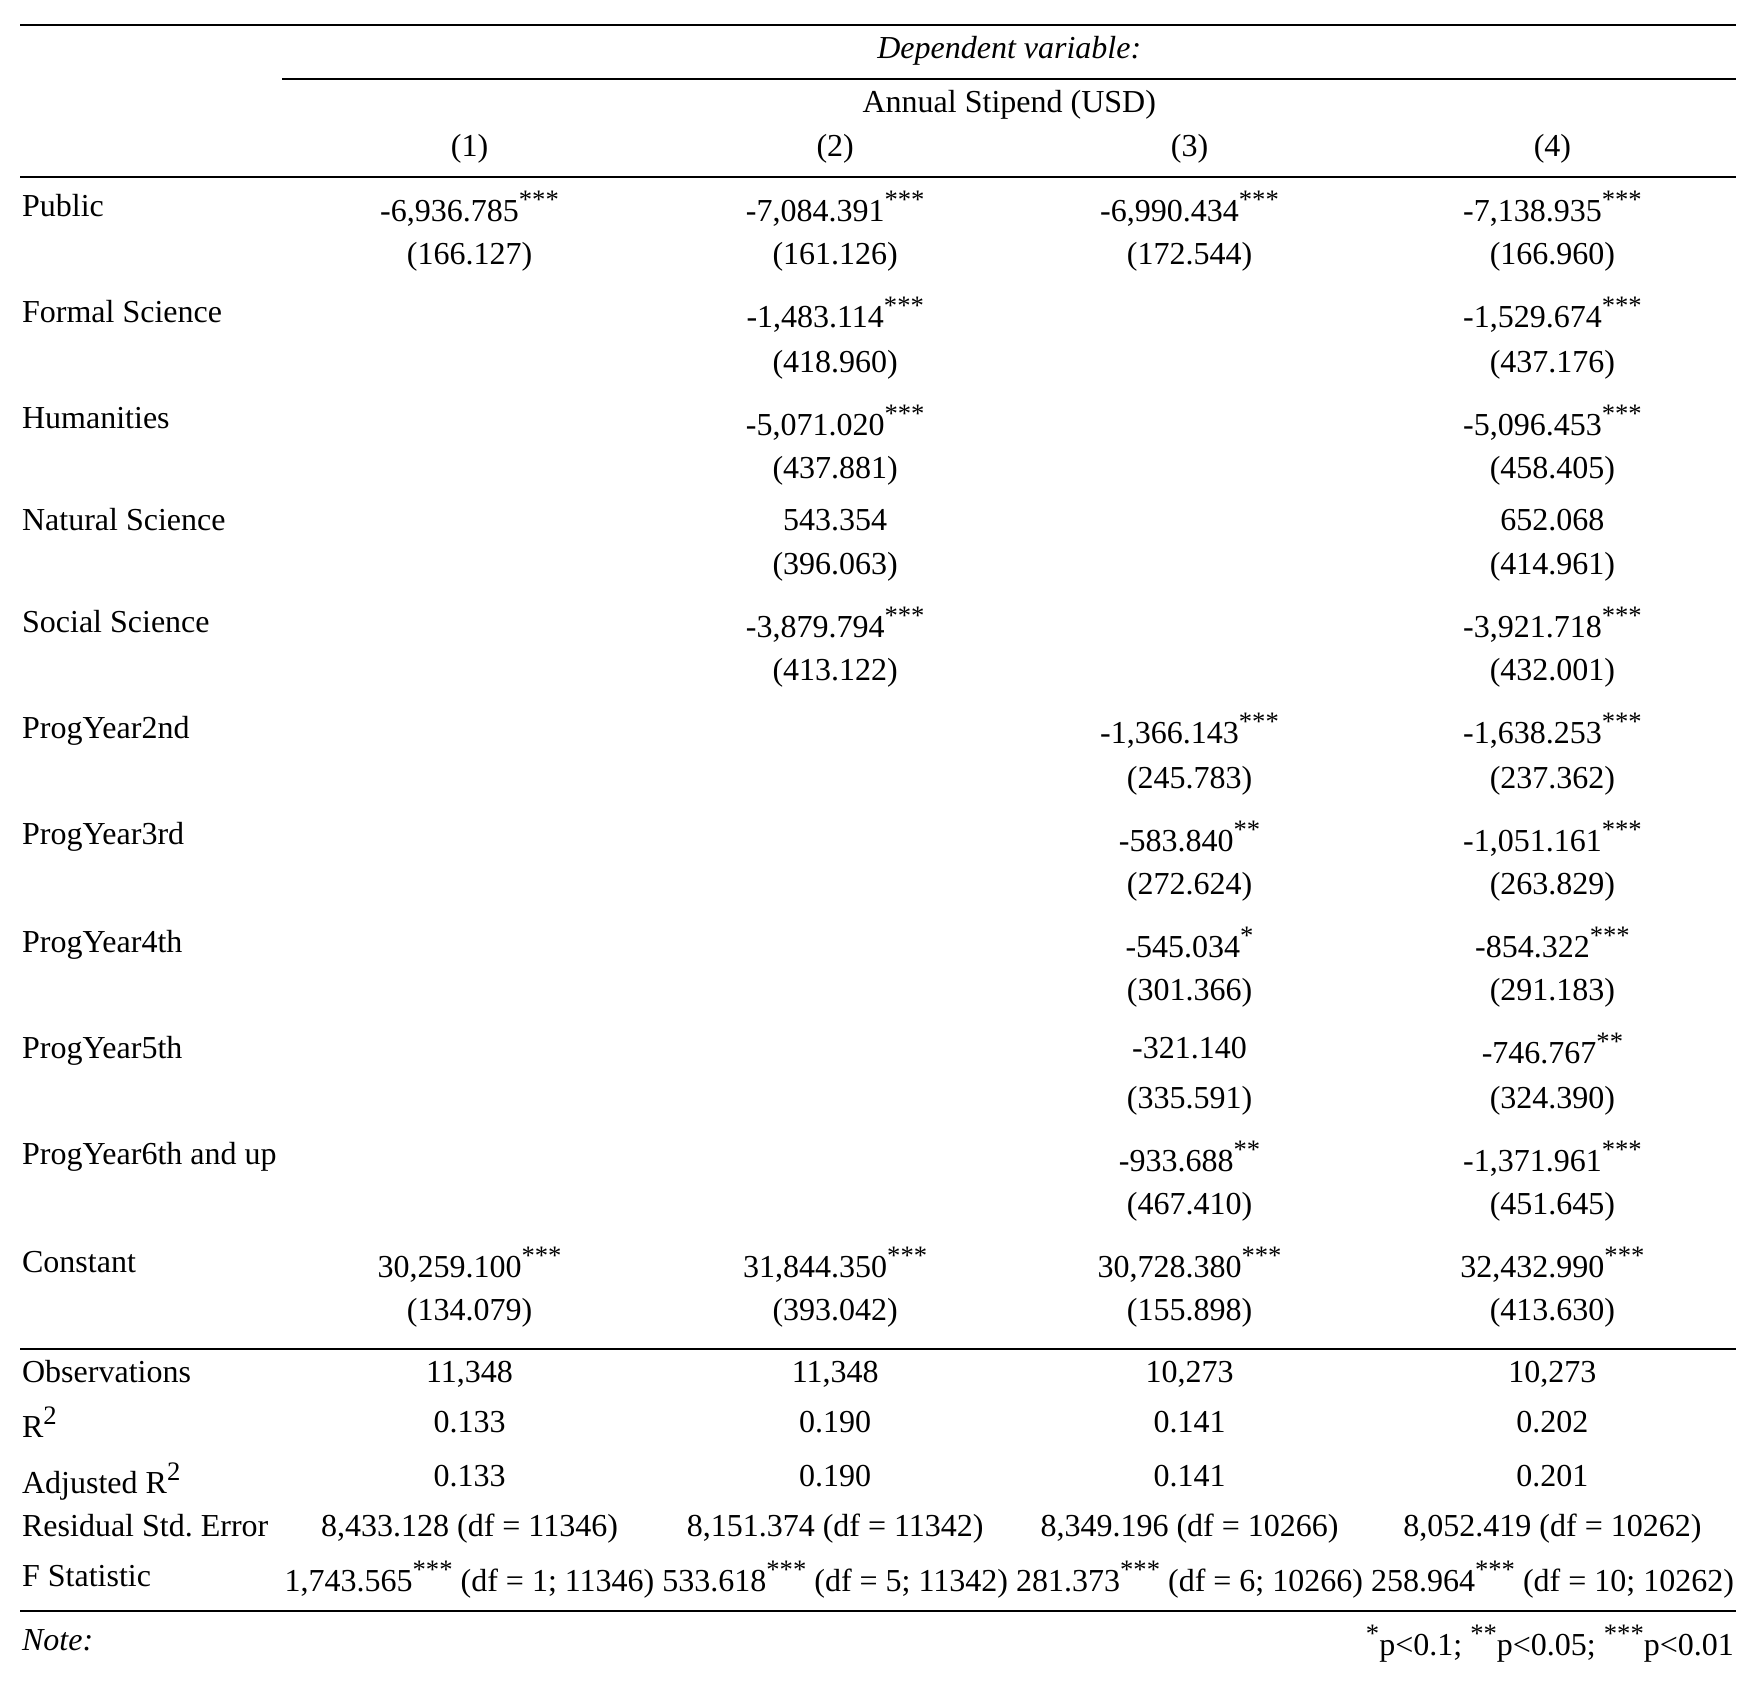 Dependent variable:
Annual Stipend (USD)
(1) (2) (3) (4)
Public -6,936.785*** -7,084.391*** -6,990.434*** -7,138.935***
(166.127) (161.126) (172.544) (166.960)
Formal Science -1,483.114*** -1,529.674***
(418.960) (437.176)
Humanities -5,071.020*** -5,096.453***
(437.881) (458.405)
Natural Science 543.354 652.068
(396.063) (414.961)
Social Science -3,879.794*** -3,921.718***
(413.122) (432.001)
ProgYear2nd -1,366.143*** -1,638.253***
(245.783) (237.362)
ProgYear3rd -583.840** -1,051.161***
(272.624) (263.829)
ProgYear4th -545.034* -854.322***
(301.366) (291.183)
ProgYear5th -321.140 -746.767**
(335.591) (324.390)
ProgYear6th and up -933.688** -1,371.961***
(467.410) (451.645)
Constant 30,259.100*** 31,844.350*** 30,728.380*** 32,432.990***
(134.079) (393.042) (155.898) (413.630)
Observations 11,348 11,348 10,273 10,273
R2 0.133 0.190 0.141 0.202
Adjusted R2 0.133 0.190 0.141 0.201
Residual Std. Error 8,433.128 (df = 11346) 8,151.374 (df = 11342) 8,349.196 (df = 10266) 8,052.419 (df = 10262)
F Statistic 1,743.565*** (df = 1; 11346) 533.618*** (df = 5; 11342) 281.373*** (df = 6; 10266) 258.964*** (df = 10; 10262)
Note: *p<0.1; **p<0.05; ***p<0.01